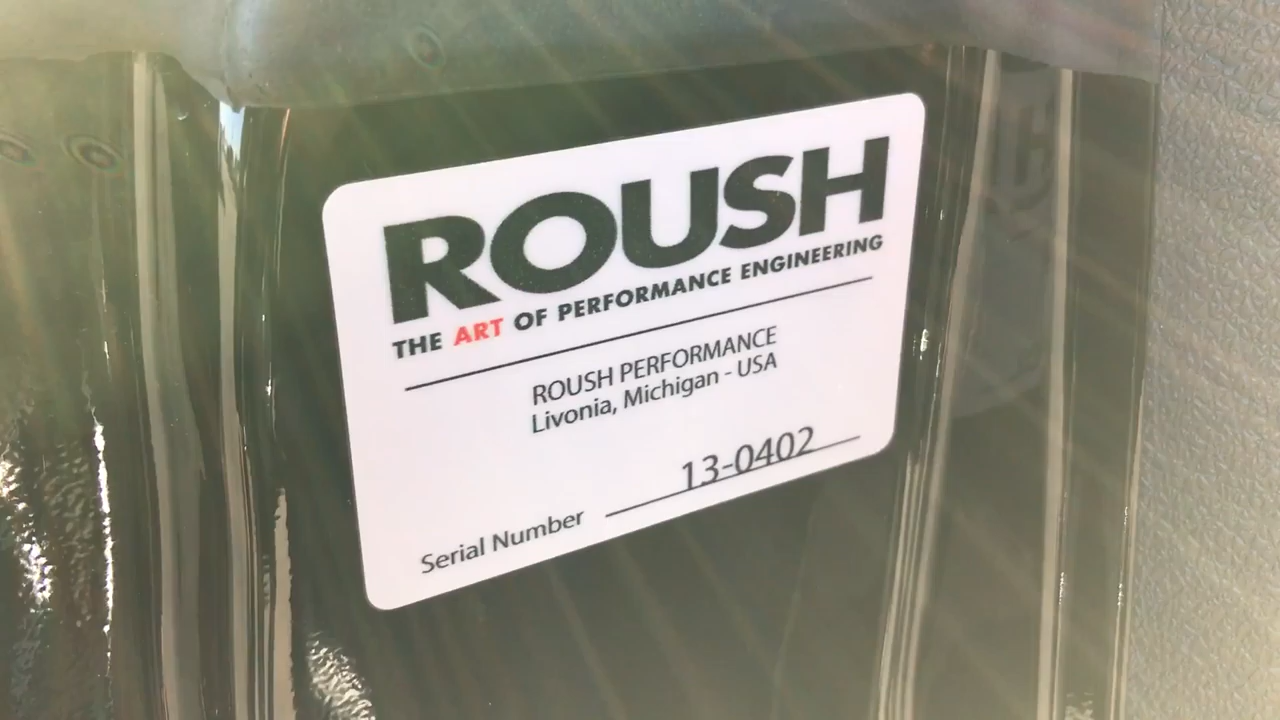 ROUSH
THE ART OF PERFORMANCE ENGINEERING
ROUSH PERFORMANCE
Livonia, Michigan - USA
13-0402
Serial Number